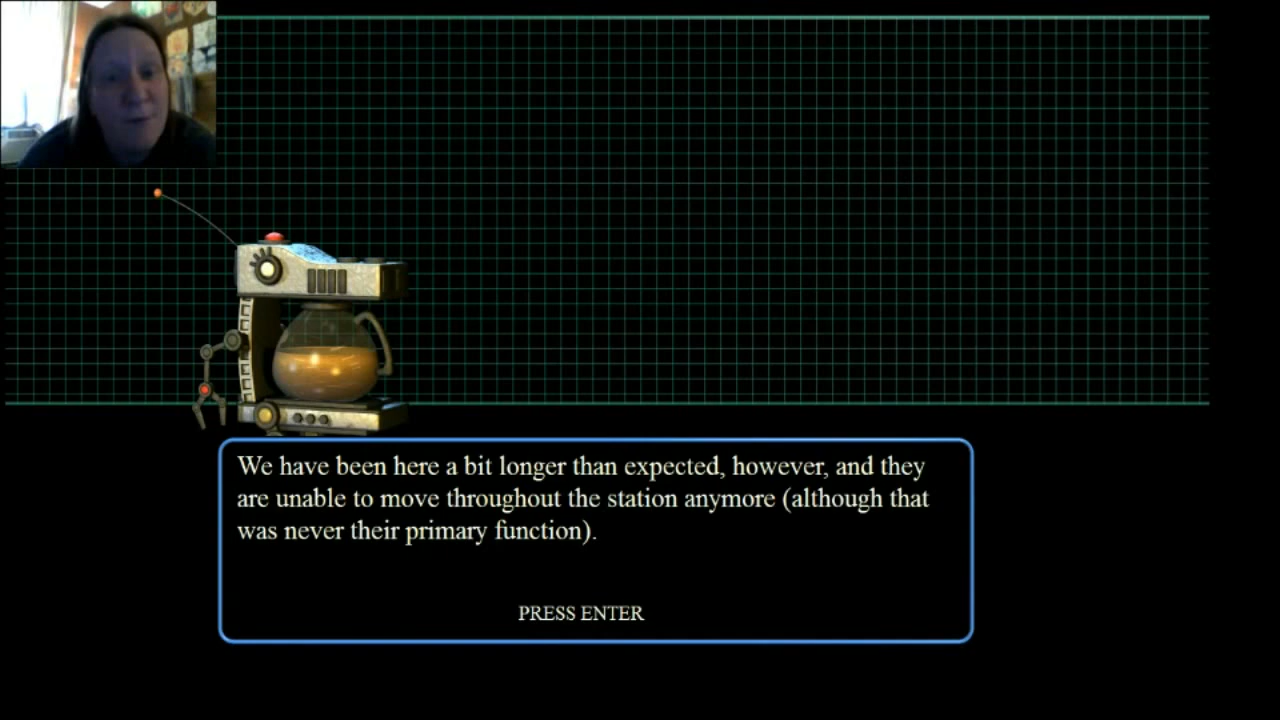 We have been here a bit longer than expected, however, and they
are unable to move throughout the station anymore (although that
was never their primary function).
PRESS ENTER